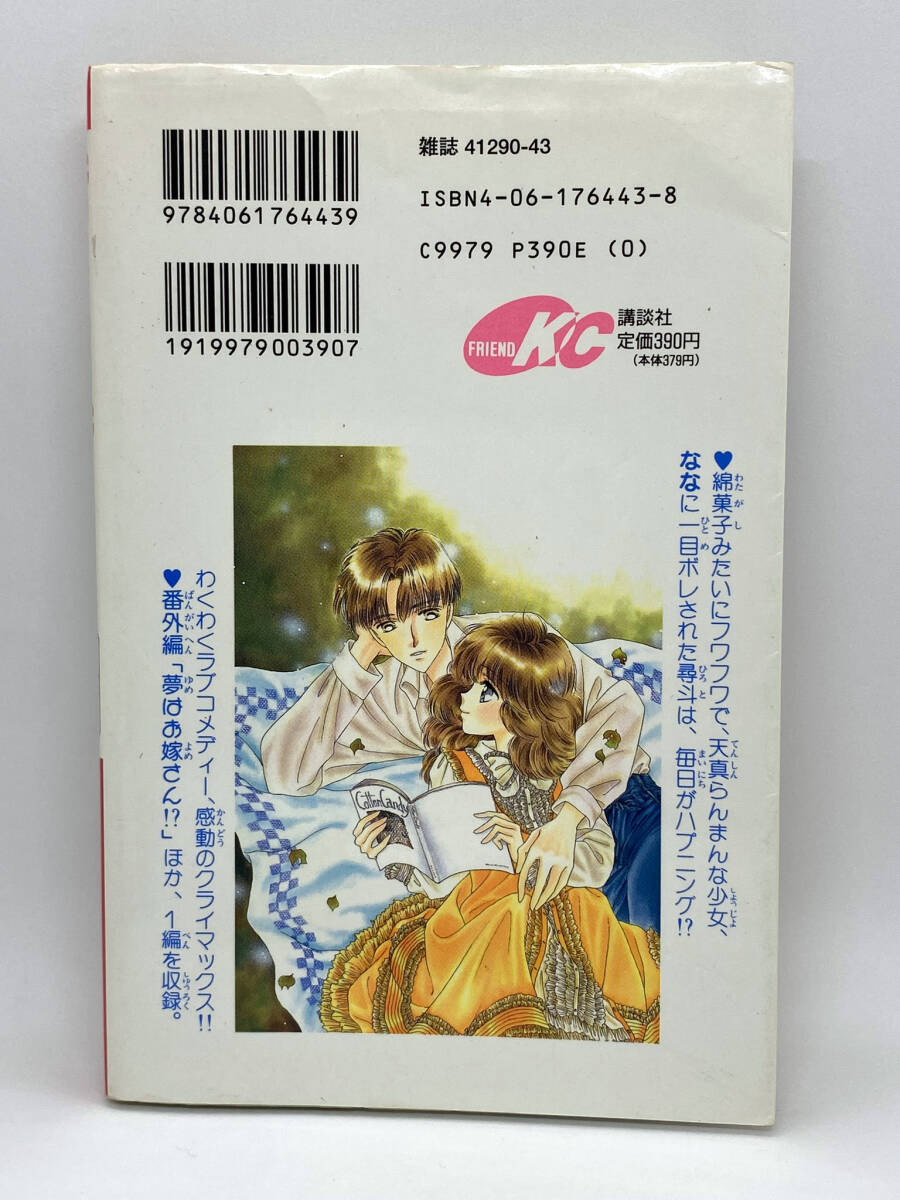 雑誌 41290-43
9784061764439
ISBN4-06-176443-8
C9979 P390E (0)
1919979003907
FRIEND KC
講談社
定価390円
(本体379円)
♥綿菓子みたいにフワフワで、天真らんまんな少女、
ななに一目ボレされた尋斗は、毎日がハプニング!?
わくわくラブコメディー、感動のクライマックス!!
♥番外編「夢はお嫁さん!?」ほか、1編を収録。
Cotton Candy